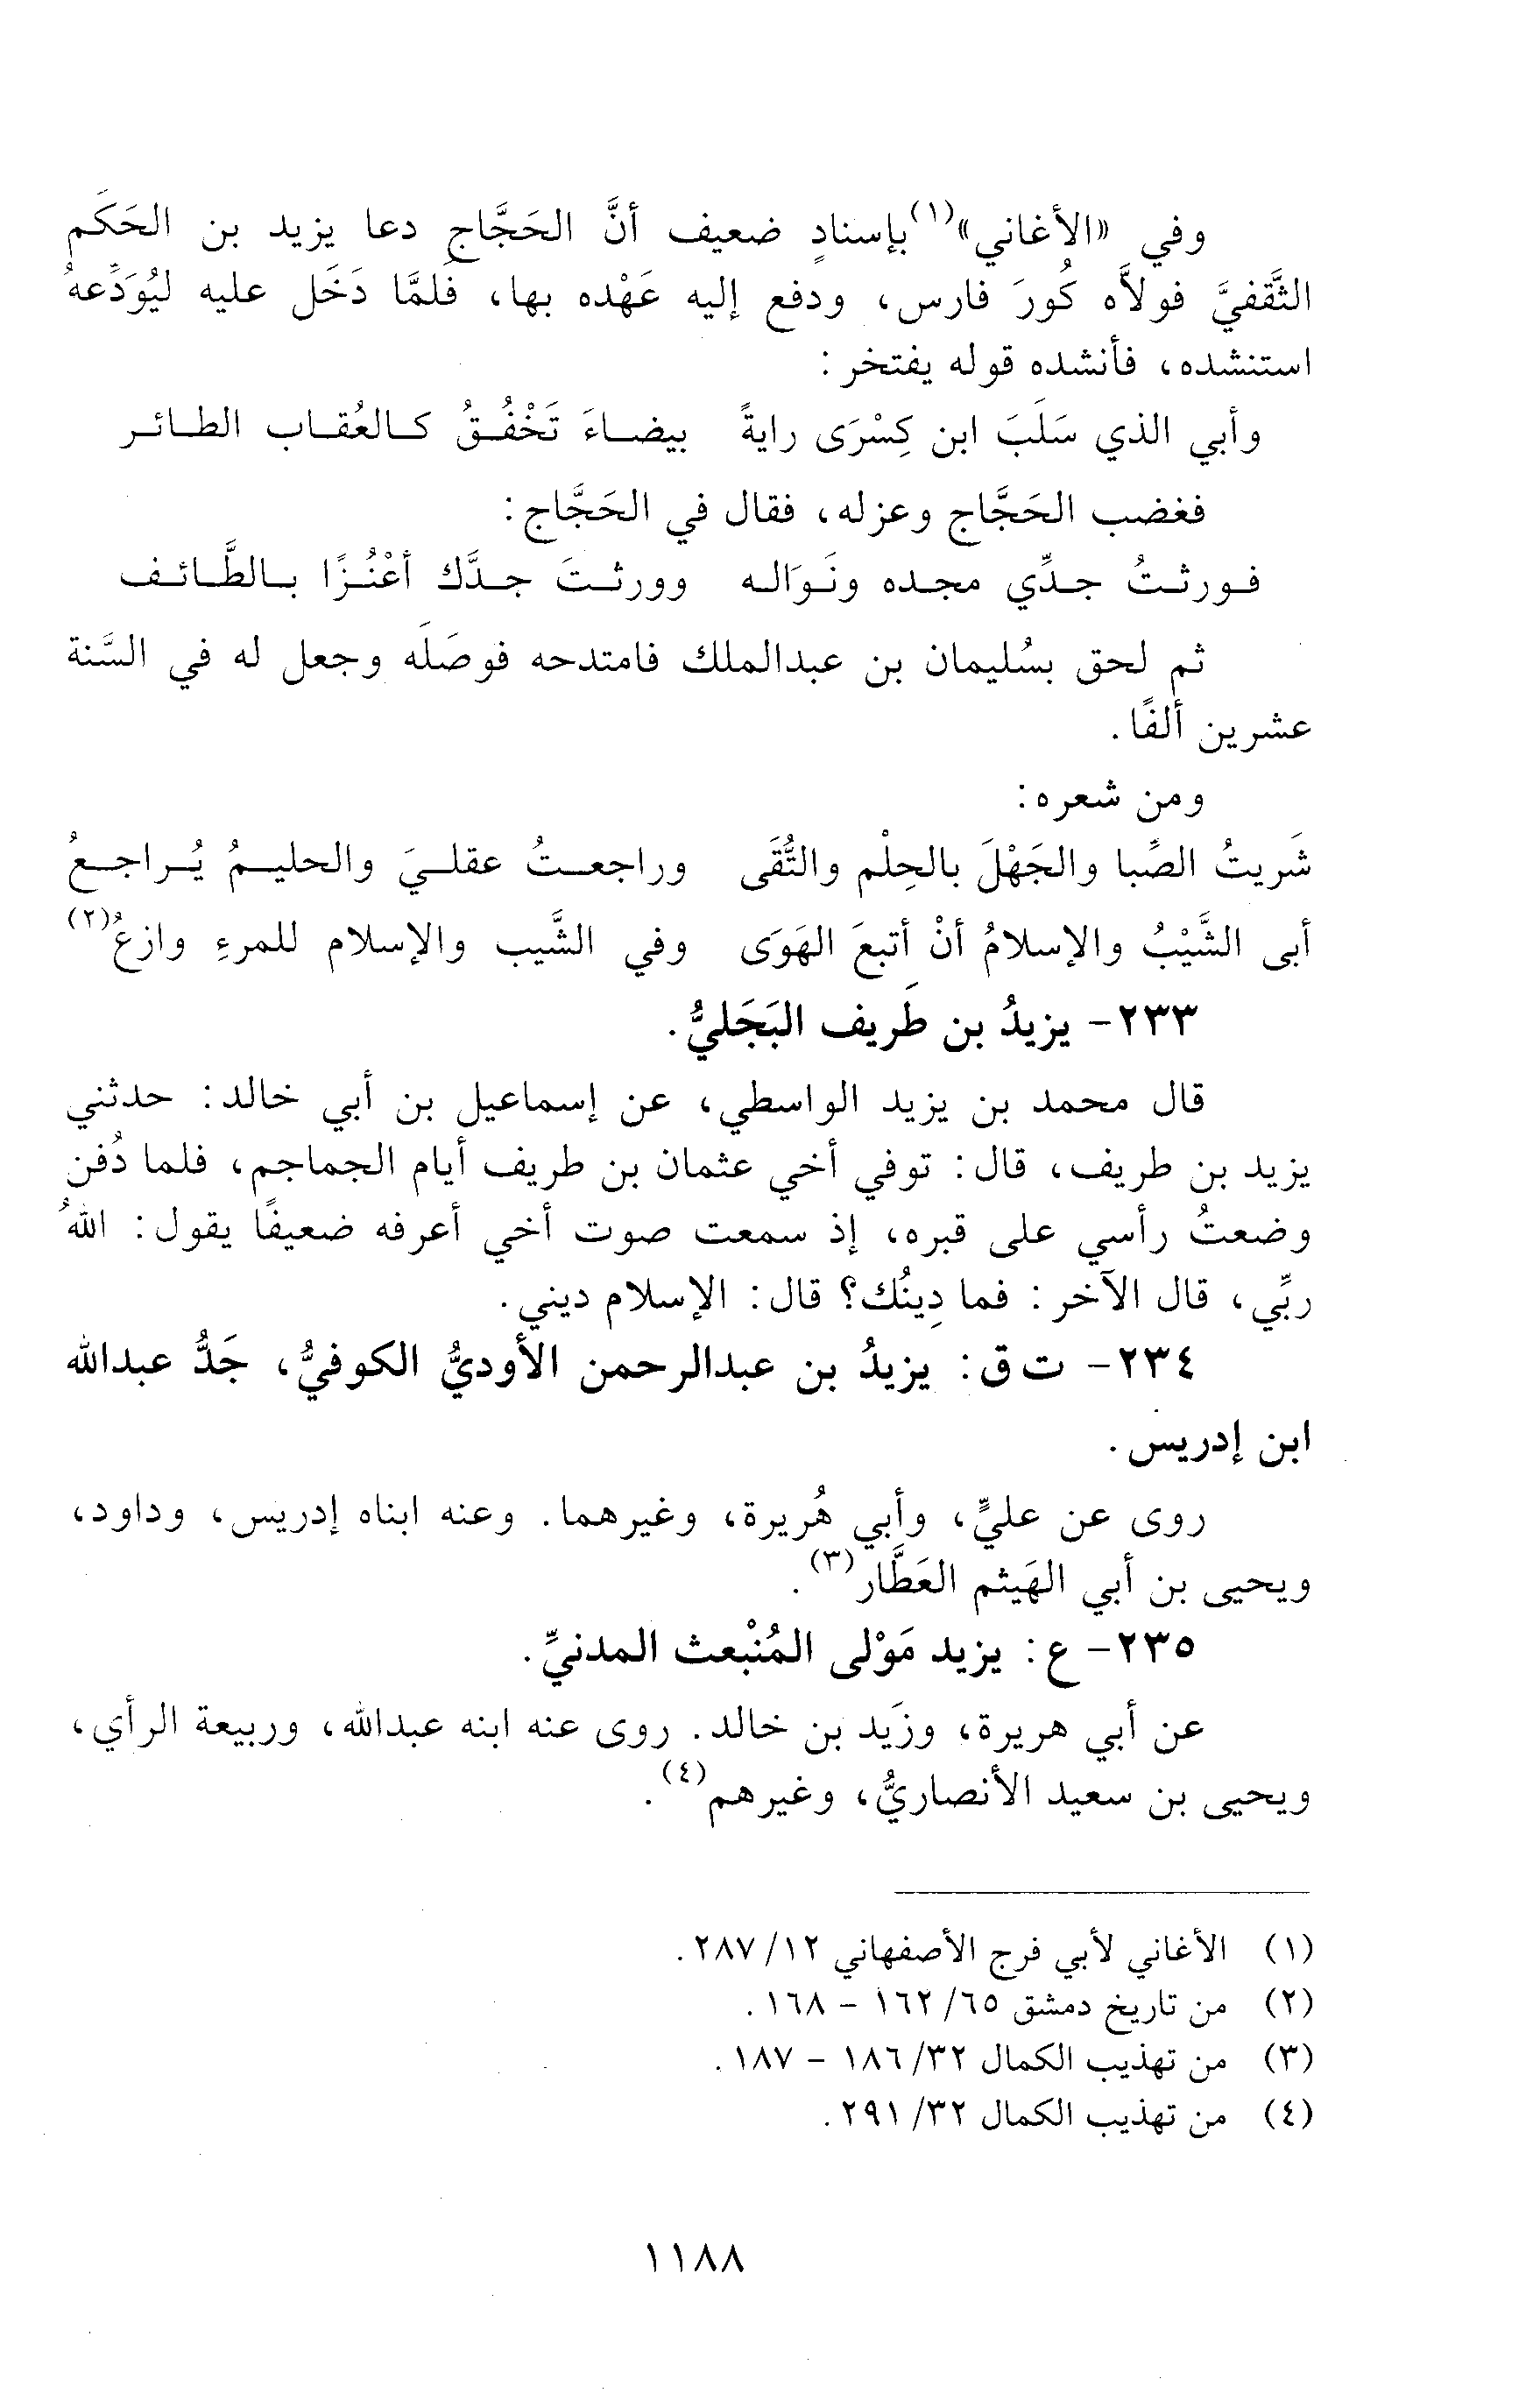 وفي «الأغاني»(١) بإسنادٍ ضعيف أنَّ الحَجَّاج دعا يزيد بن الحَكَم
الثَّقفيَّ فولاَّه كُورَ فارس، ودفع إليه عَهْده بها، فلمَّا دَخَل عليه ليُوَدِّعهُ
استنشده، فأنشده قوله يفتخر:
وأبي الذي سَلَبَ ابن كِسْرَى رايةً بيضاءَ تَخْفُقُ كالعُقاب الطائر
فغضب الحَجَّاج وعزله، فقال في الحَجَّاج:
فورثتُ جدِّي مجده ونَوَاله وورثتَ جدَّك أعْنُزًا بالطَّائف
ثم لحق بسُليمان بن عبدالملك فامتدحه فوصَلَه وجعل له في السَّنة
عشرين ألفًا.
ومن شعره:
شَريتُ الصِّبا والجَهْلَ بالحِلْم والتُّقَى وراجعتُ عقليَ والحليمُ يُراجعُ
أبى الشَّيْبُ والإسلامُ أنْ أتبعَ الهَوَى وفي الشَّيب والإسلام للمرءِ وازعُ(٢)
٢٣٣- يزيدُ بن طَريف البَجَليُّ.
قال محمد بن يزيد الواسطي، عن إسماعيل بن أبي خالد: حدثني
يزيد بن طريف، قال: توفي أخي عثمان بن طريف أيام الجماجم، فلما دُفن
وضعتُ رأسي على قبره، إذ سمعت صوت أخي أعرفه ضعيفًا يقول: اللهُ
ربِّي، قال الآخر: فما دِينُك؟ قال: الإسلام ديني.
٢٣٤- ت ق: يزيدُ بن عبدالرحمن الأوديُّ الكوفيُّ، جَدُّ عبدالله
ابن إدريس.
روى عن عليٍّ، وأبي هُريرة، وغيرهما. وعنه ابناه إدريس، وداود،
ويحيى بن أبي الهَيثم العَطَّار(٣).
٢٣٥- ع: يزيد مَوْلى المُنْبعث المدنيِّ.
عن أبي هريرة، وزَيد بن خالد. روى عنه ابنه عبدالله، وربيعة الرأي،
ويحيى بن سعيد الأنصاريُّ، وغيرهم(٤).
(١) الأغاني لأبي فرج الأصفهاني ١٢/ ٢٨٧.
(٢) من تاريخ دمشق ٦٥/ ١٦٢ - ١٦٨.
(٣) من تهذيب الكمال ٣٢/ ١٨٦ - ١٨٧.
(٤) من تهذيب الكمال ٣٢/ ٢٩١.
١١٨٨